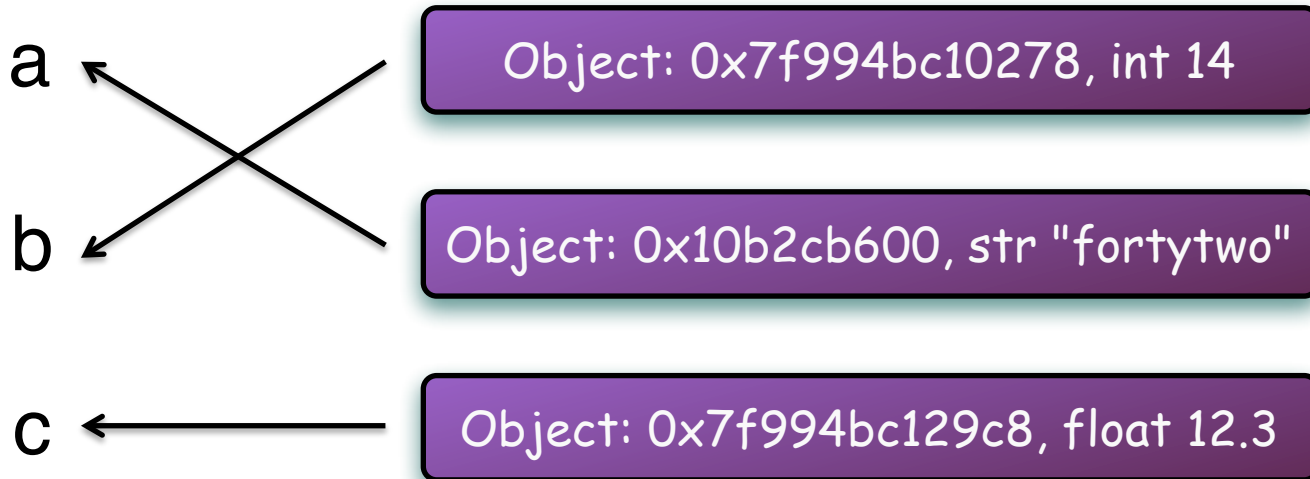 a
Object: 0x7f994bc10278, int 14
b
Object: 0x10b2cb600, str "fortytwo"
c
Object: 0x7f994bc129c8, float 12.3